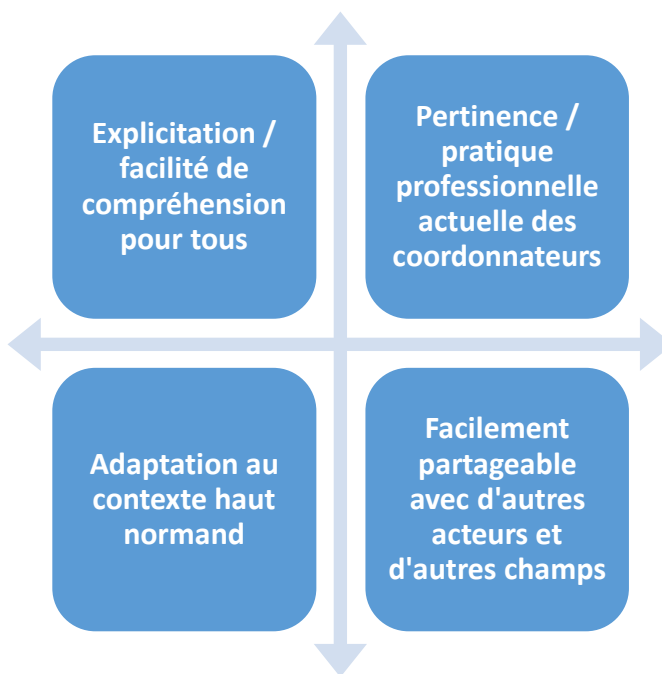 Explicitation /
facilité de
compréhension
pour tous
Pertinence /
pratique
professionnelle
actuelle des
coordonnateurs
Adaptation au
contexte haut
normand
Facilement
partageable
avec d'autres
acteurs et
d'autres champs